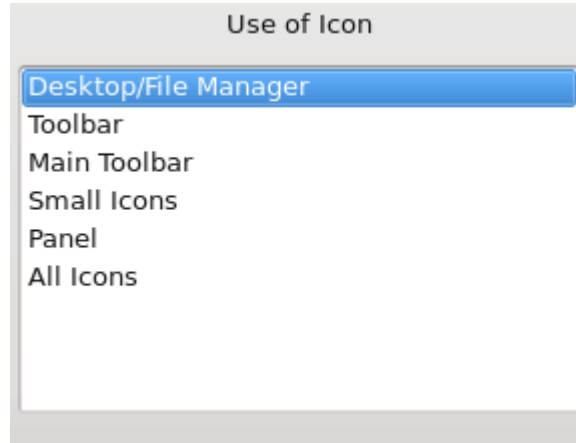 Use of Icon
Desktop/File Manager
Toolbar
Main Toolbar
Small Icons
Panel
All Icons